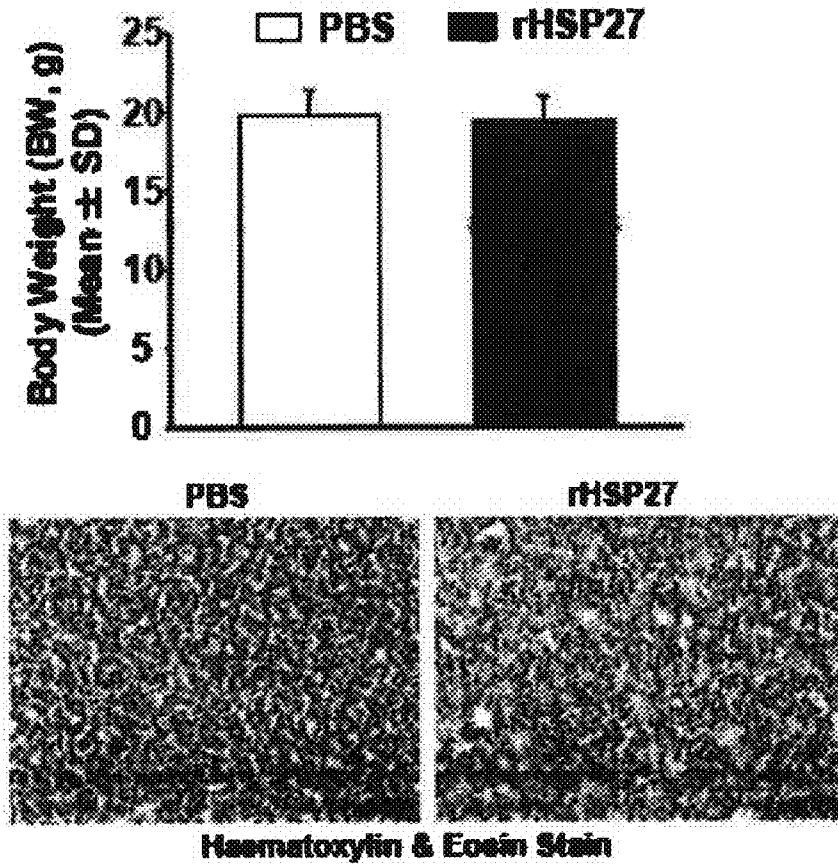 PBS rHSP27
Body Weight (BW, g)
(Mean ± SD)
25
20
15
10
5
0
PBS rHSP27
Haematoxylin & Eosin Stain